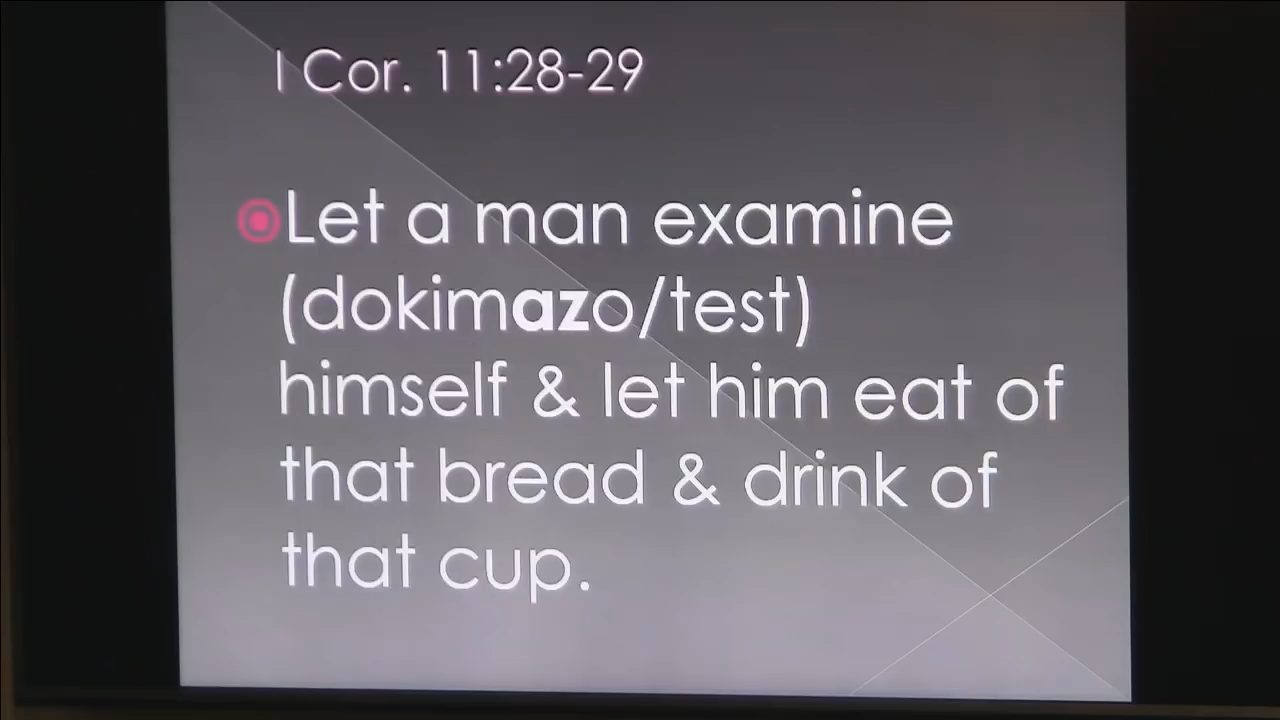 I Cor. 11:28-29
Let a man examine
(dokimazo/test)
himself & let him eat of
that bread & drink of
that cup.